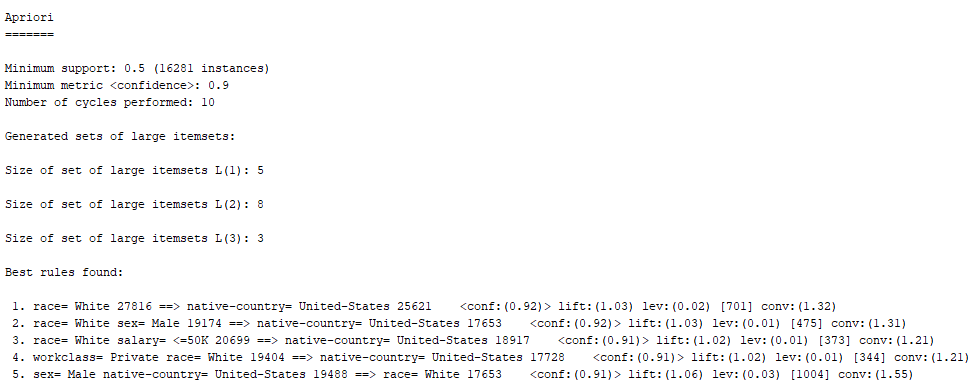 Apriori
=======
Minimum support: 0.5 (16281 instances)
Minimum metric <confidence>: 0.9
Number of cycles performed: 10
Generated sets of large itemsets:
Size of set of large itemsets L(1): 5
Size of set of large itemsets L(2): 8
Size of set of large itemsets L(3): 3
Best rules found:
1. race= White 27816 ==> native-country= United-States 25621    <conf:(0.92)> lift:(1.03) lev:(0.02) [701] conv:(1.32)
2. race= White sex= Male 19174 ==> native-country= United-States 17653    <conf:(0.92)> lift:(1.03) lev:(0.01) [475] conv:(1.31)
3. race= White salary= <=50K 20699 ==> native-country= United-States 18917    <conf:(0.91)> lift:(1.02) lev:(0.01) [373] conv:(1.21)
4. workclass= Private race= White 19404 ==> native-country= United-States 17728    <conf:(0.91)> lift:(1.02) lev:(0.01) [344] conv:(1.21)
5. sex= Male native-country= United-States 19488 ==> race= White 17653    <conf:(0.91)> lift:(1.06) lev:(0.03) [1004] conv:(1.55)